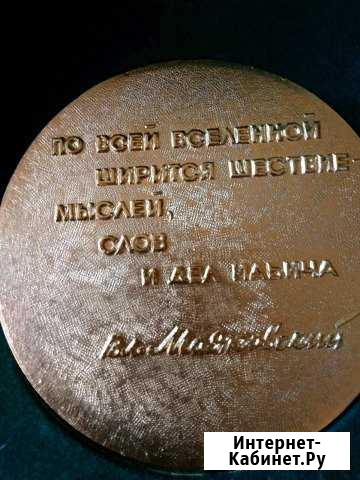 ПО ВСЕЙ ВСЕЛЕННОЙ
ШИРИТСЯ ШЕСТВИЕ-
МЫСЛЕЙ,
СЛОВ
И ДЕЛ ИЛЬИЧА
Вл. Маяковский
Интернет-
Кабинет.Ру